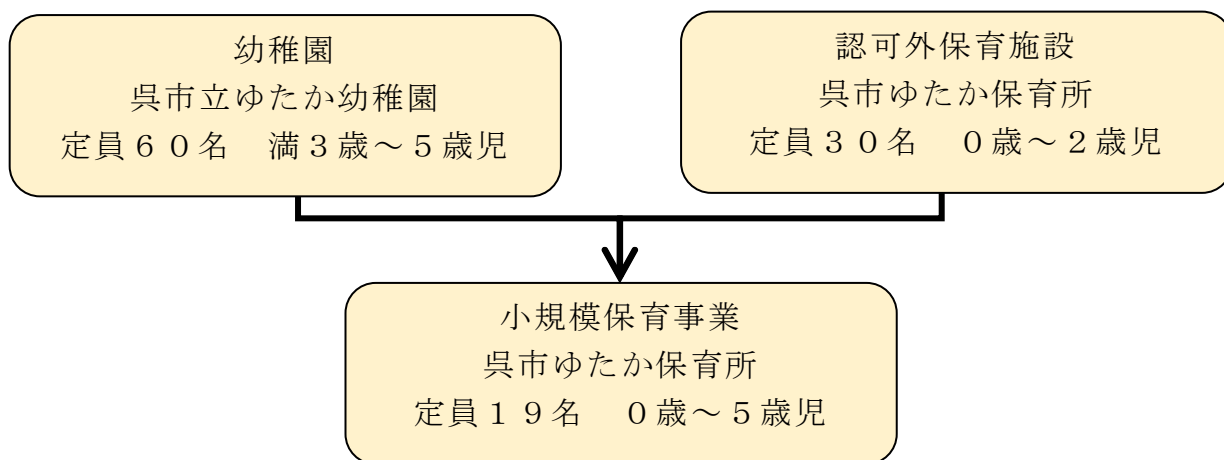 幼稚園
呉市立ゆたか幼稚園
定員６０名　満３歳～５歳児
認可外保育施設
呉市ゆたか保育所
定員３０名　０歳～２歳児
小規模保育事業
呉市ゆたか保育所
定員１９名　０歳～５歳児